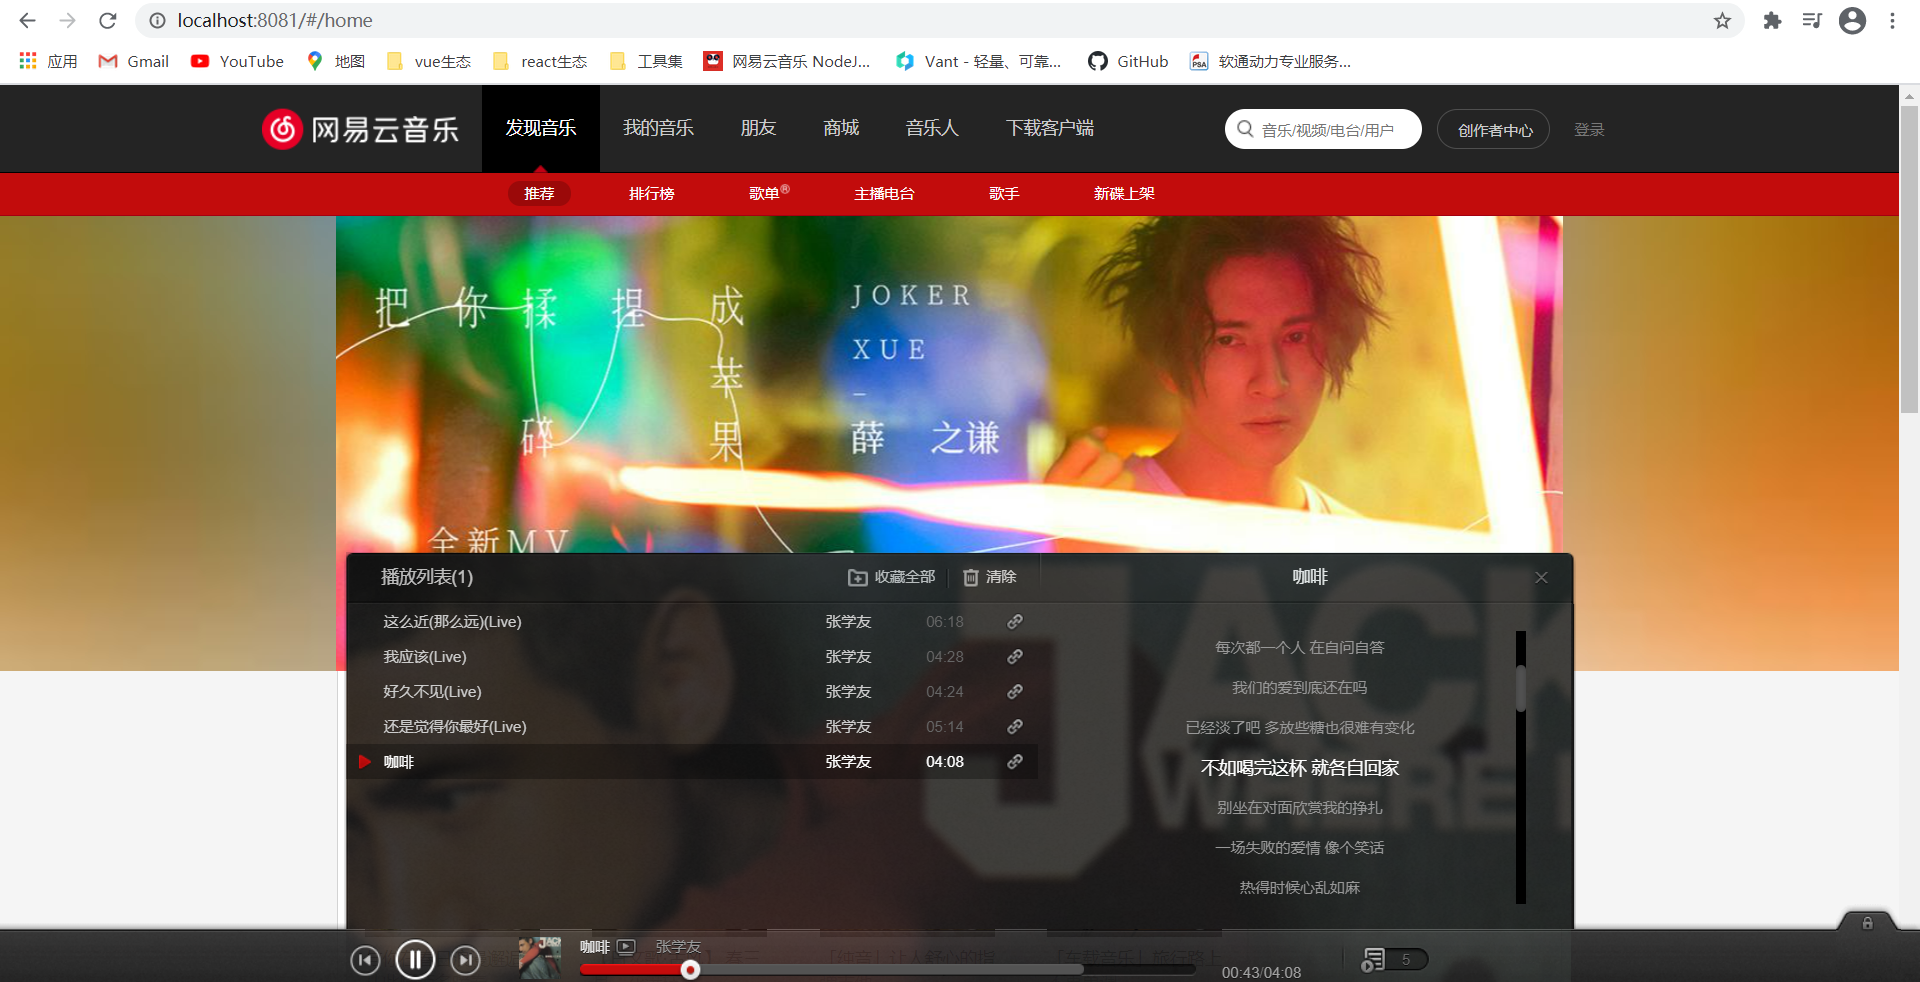 localhost:8081/#/home
应用 Gmail YouTube 地图 vue生态 react生态 工具集 网易云音乐 NodeJ... Vant - 轻量、可靠... GitHub 软通动力专业服务...
网易云音乐 发现音乐 我的音乐 朋友 商城 音乐人 下载客户端 音乐/视频/电台/用户 创作者中心 登录
推荐 排行榜 歌单® 主播电台 歌手 新碟上架
把你揉捏成
苹
碎 果
JOKER
XUE
薛之谦
全新MV
播放列表(1) 收藏全部 清除 咖啡
这么近(那么远)(Live) 张学友 06:18
我应该(Live) 张学友 04:28
好久不见(Live) 张学友 04:24
还是觉得你最好(Live) 张学友 05:14
咖啡 张学友 04:08
每次都一个人 在自问自答
我们的爱到底还在吗
已经淡了吧 多放些糖也很难有变化
不如喝完这杯 就各自回家
别坐在对面欣赏我的挣扎
一场失败的爱情 像个笑话
热得时候心乱如麻
JACK
WHERE
咖啡 张学友
00:43/04:08 5